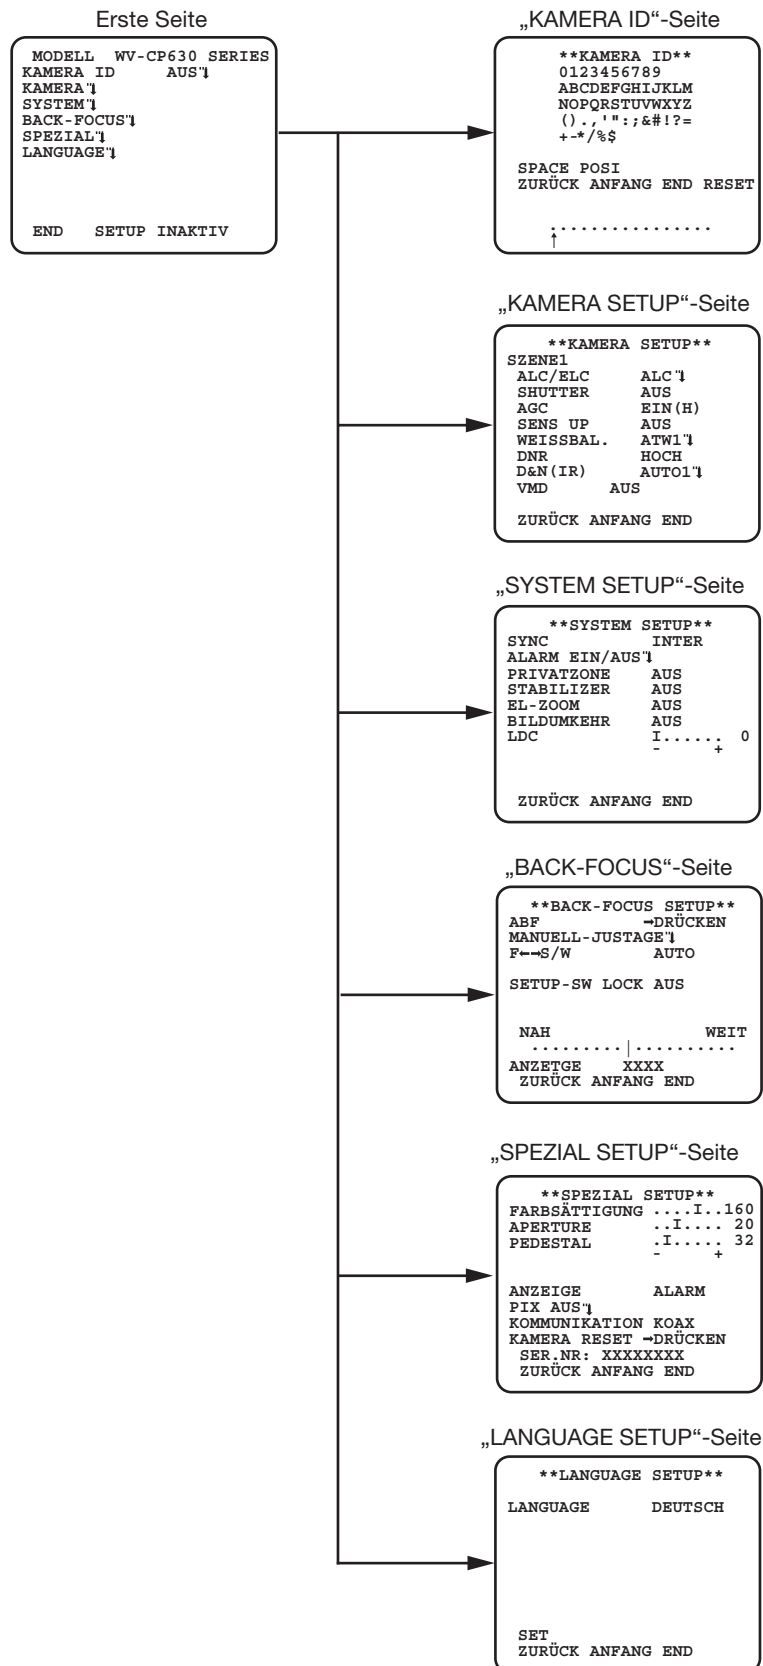 Erste Seite
MODELL WV-CP630 SERIES
KAMERA ID AUS
KAMERA
SYSTEM
BACK-FOCUS
SPEZIAL
LANGUAGE
END SETUP INAKTIV
„KAMERA ID“-Seite
**KAMERA ID**
0123456789
ABCDEFGHIJKLM
NOPQRSTUVWXYZ
().,'":;&#!?=
+-*/%$
SPACE POSI
ZURÜCK ANFANG END RESET
................
↑
„KAMERA SETUP“-Seite
**KAMERA SETUP**
SZENE1
ALC/ELC ALC
SHUTTER AUS
AGC EIN(H)
SENS UP AUS
WEISSBAL. ATW1
DNR HOCH
D&N(IR) AUTO1
VMD AUS
ZURÜCK ANFANG END
„SYSTEM SETUP“-Seite
**SYSTEM SETUP**
SYNC INTER
ALARM EIN/AUS
PRIVATZONE AUS
STABILIZER AUS
EL-ZOOM AUS
BILDUMKEHR AUS
LDC I...... 0
- +
ZURÜCK ANFANG END
„BACK-FOCUS“-Seite
**BACK-FOCUS SETUP**
ABF →DRÜCKEN
MANUELL-JUSTAGE
F←→S/W AUTO
SETUP-SW LOCK AUS
NAH WEIT
.........|..........
ANZETGE XXXX
ZURÜCK ANFANG END
„SPEZIAL SETUP“-Seite
**SPEZIAL SETUP**
FARBSÄTTIGUNG ....I..160
APERTURE ..I.... 20
PEDESTAL .I..... 32
- +
ANZEIGE ALARM
PIX AUS
KOMMUNIKATION KOAX
KAMERA RESET →DRÜCKEN
SER.NR: XXXXXXXX
ZURÜCK ANFANG END
„LANGUAGE SETUP“-Seite
**LANGUAGE SETUP**
LANGUAGE DEUTSCH
SET
ZURÜCK ANFANG END